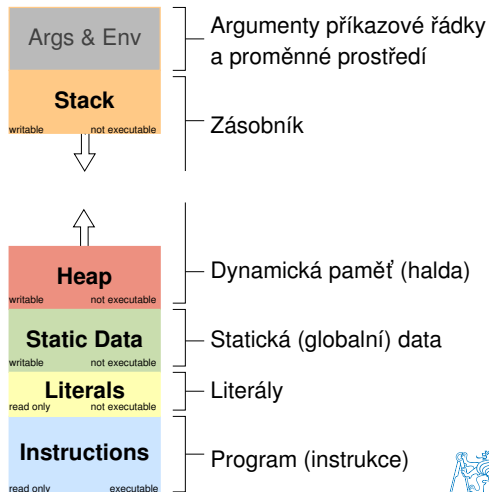 Args & Env
Argumenty příkazové řádky
a proměnné prostředí
Stack
writable not executable
Zásobník
Heap
writable not executable
Dynamická paměť (halda)
Static Data
writable not executable
Statická (globalní) data
Literals
read only not executable
Literály
Instructions
read only executable
Program (instrukce)